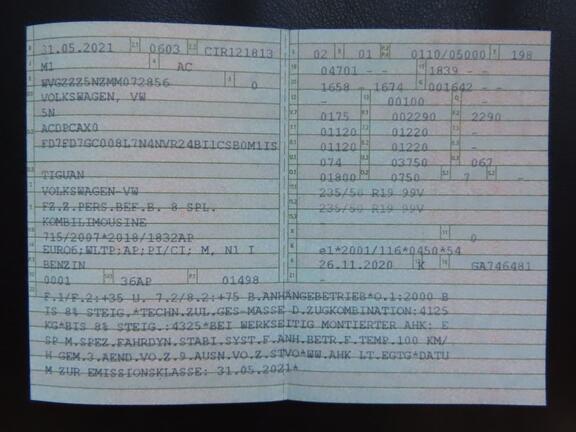 31.05.2021 0603 CIR121813
M1 AC
WVGZZZ5NZMM072856 0
VOLKSWAGEN, VW
5N
ACDPCAX0
FD7FD7GC008L7N4NVR24BI1CSB0M1IS
TIGUAN
VOLKSWAGEN-VW
FZ.Z.PERS.BEF.B. 8 SPL.
KOMBILIMOUSINE
715/2007*2018/1832AP
EURO6;WLTP;AP;PI/CI; M, N1 I
BENZIN
0001 36AP 01498
02 01 0110/05000 198
04701 - - 1839 - -
1658 - 1674 001642 - -
- 00100 -
0175 002290 2290
01120 01220 -
01120 01220 -
074 03750 067
01800 0750 7 -
235/50 R19 99V
235/50 R19 99V
-
- -
e1*2001/116*0450*54
26.11.2020 K GA746481
-
F.1/F.2:+35 U. 7.2/8.2:+75 B.ANHÄNGEBETRIEB*O.1:2000 B
IS 8% STEIG.*TECHN.ZUL.GES-MASSE D.ZUGKOMBINATION:4125
KG*BIS 8% STEIG.:4325*BEI WERKSEITIG MONTIERTER AHK: E
SP M.SPEZ.FAHRDYN.STABI.SYST.F.ANH.BETR.F.TEMP.100 KM/
H GEM.3.AEND.VO.Z.9.AUSN.VO.Z.STVO*WW.AHK LT.EGTG*DATU
M ZUR EMISSIONSKLASSE: 31.05.2021*